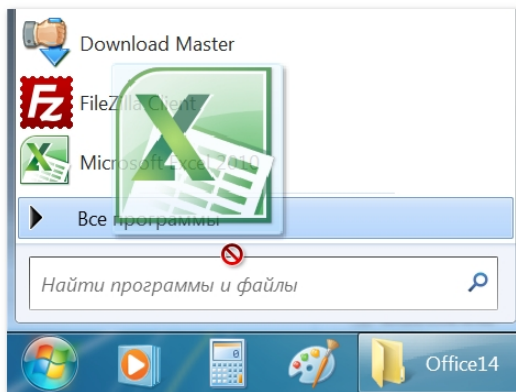 Download Master
FileZilla Client
Microsoft Excel 2010
Все программы
Найти программы и файлы
Office14